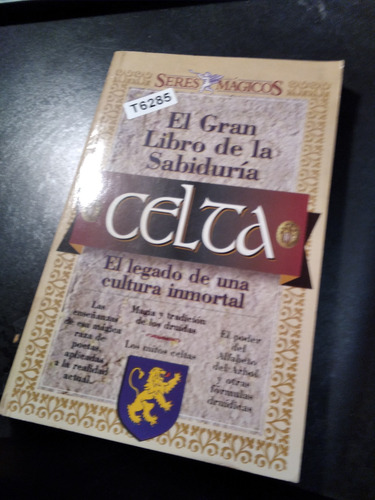 SERES MÁGICOS
T6285
El Gran
Libro de la
Sabiduría
CELTA
El legado de una
cultura inmortal
Las
enseñanzas
de esa mágica
raza de
poetas,
aplicadas
a la realidad
actual.
Magia y tradición
de los druidas
Los mitos celtas
El poder
del
Alfabeto
del Árbol
y otras
fórmulas
druídicas